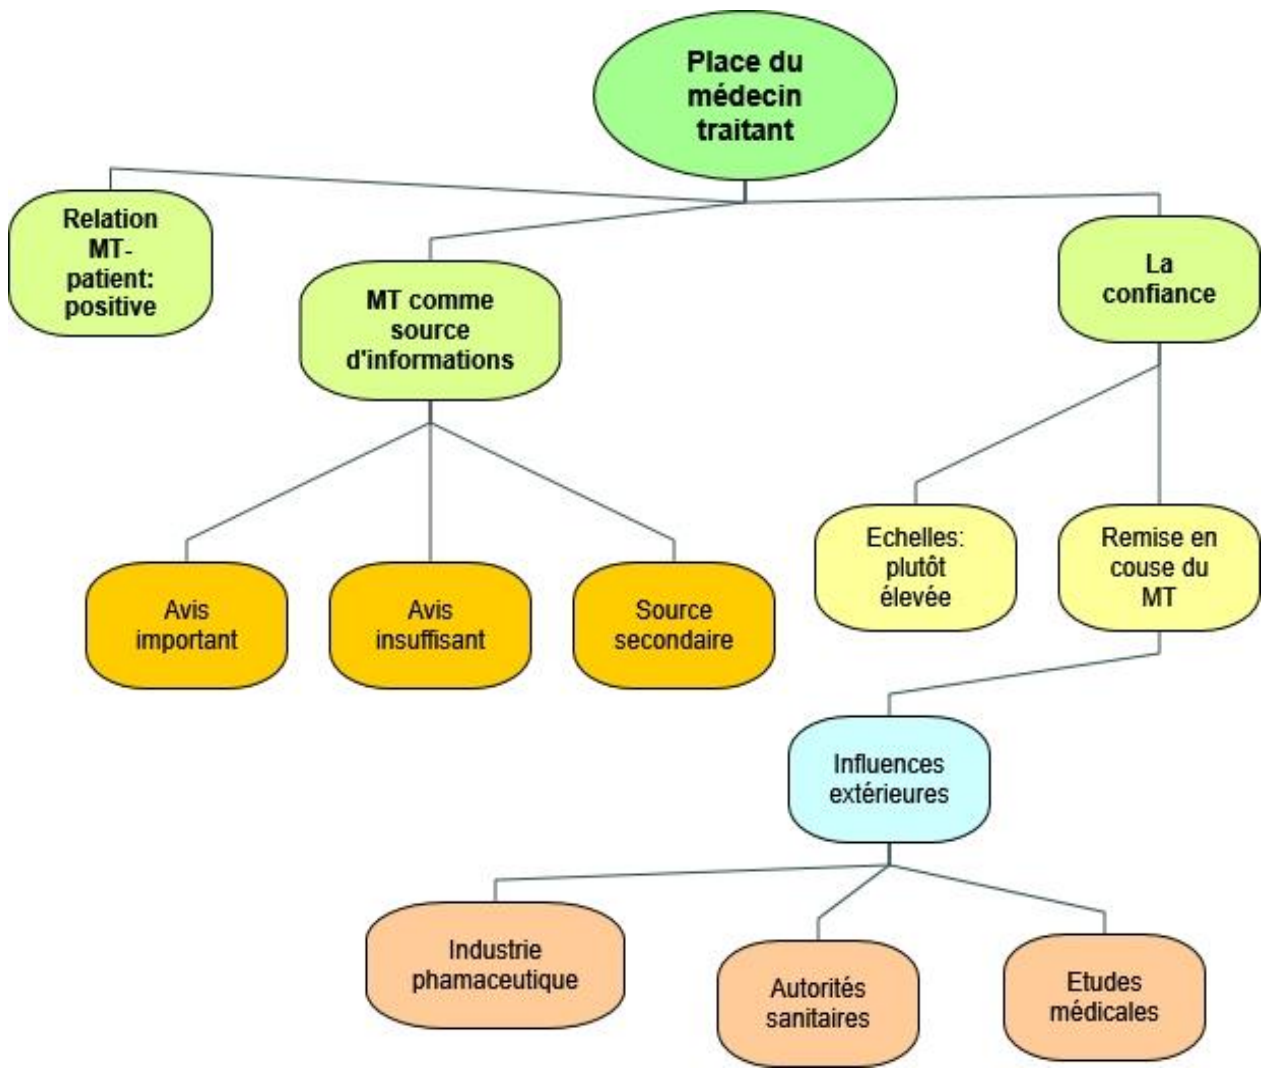 Place du
médecin
traitant
Relation
MT-
patient:
positive
MT comme
source
d'informations
La
confiance
Avis
important
Avis
insuffisant
Source
secondaire
Echelles:
plutôt
élevée
Remise en
couse du
MT
Influences
extérieures
Industrie
phamaceutique
Autorités
sanitaires
Etudes
médicales